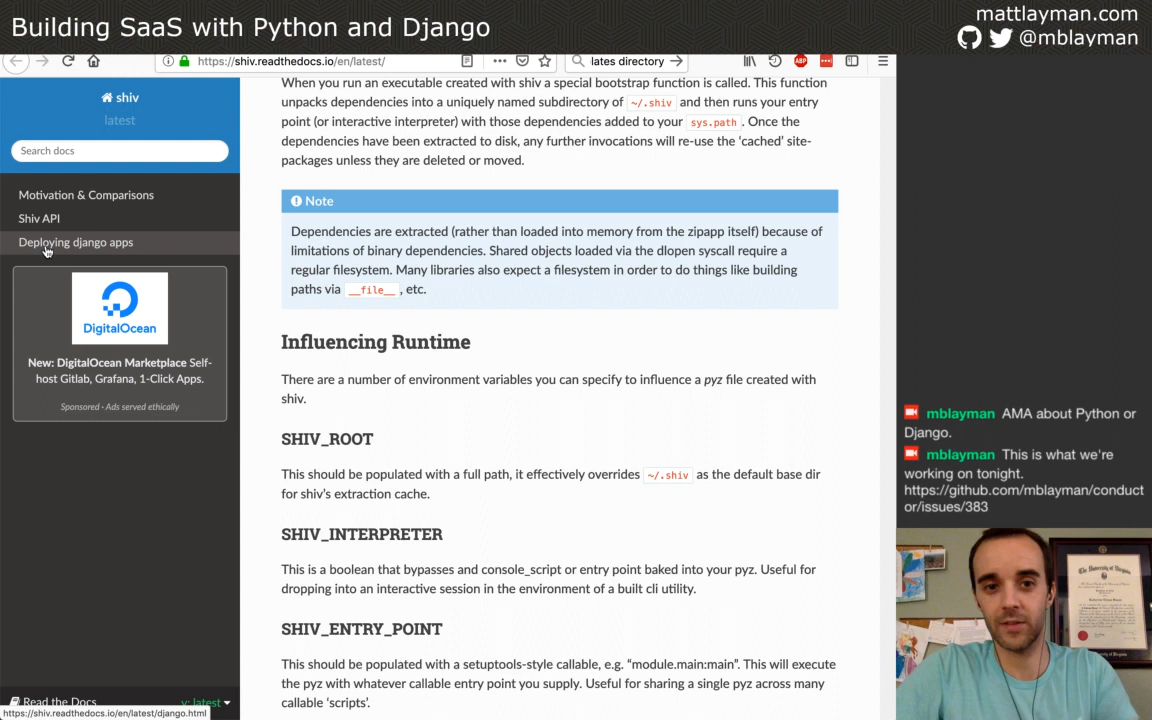 Building SaaS with Python and Django
mattlayman.com
@mblayman
https://shiv.readthedocs.io/en/latest/
lates directory
ABP
shiv
latest
Search docs
Motivation & Comparisons
Shiv API
Deploying django apps
DigitalOcean
New: DigitalOcean Marketplace Self-
host Gitlab, Grafana, 1-Click Apps.
Sponsored · Ads served ethically
Read the Docs
v: latest
https://shiv.readthedocs.io/en/latest/django.html
When you run an executable created with shiv a special bootstrap function is called. This function
unpacks dependencies into a uniquely named subdirectory of ~/.shiv and then runs your entry
point (or interactive interpreter) with those dependencies added to your sys.path . Once the
dependencies have been extracted to disk, any further invocations will re-use the ‘cached’ site-
packages unless they are deleted or moved.
Note
Dependencies are extracted (rather than loaded into memory from the zipapp itself) because of
limitations of binary dependencies. Shared objects loaded via the dlopen syscall require a
regular filesystem. Many libraries also expect a filesystem in order to do things like building
paths via __file__ , etc.
Influencing Runtime
There are a number of environment variables you can specify to influence a pyz file created with
shiv.
SHIV_ROOT
This should be populated with a full path, it effectively overrides ~/.shiv as the default base dir
for shiv’s extraction cache.
SHIV_INTERPRETER
This is a boolean that bypasses and console_script or entry point baked into your pyz. Useful for
dropping into an interactive session in the environment of a built cli utility.
SHIV_ENTRY_POINT
This should be populated with a setuptools-style callable, e.g. “module.main:main”. This will execute
the pyz with whatever callable entry point you supply. Useful for sharing a single pyz across many
callable ‘scripts’.
mblayman AMA about Python or
Django.
mblayman This is what we're
working on tonight.
https://github.com/mblayman/conduct
or/issues/383
The University of Virginia